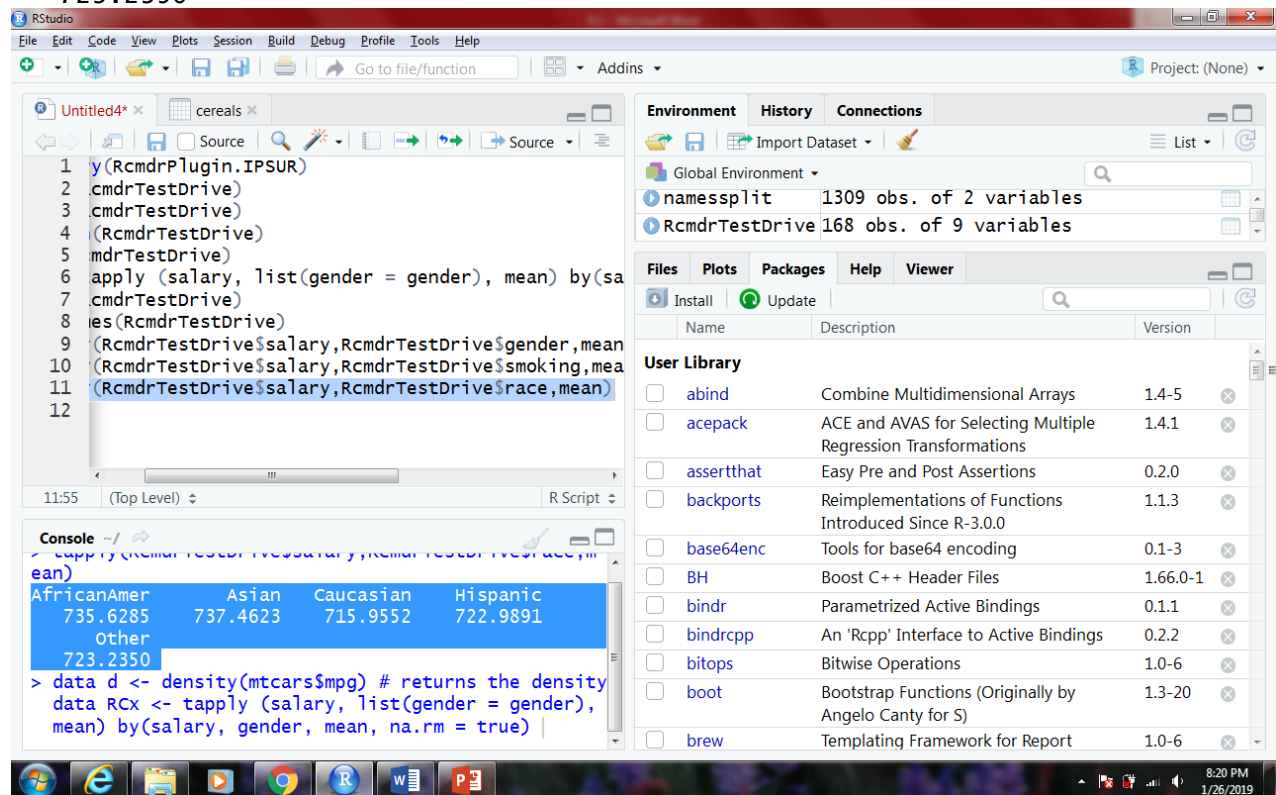 RStudio
File Edit Code View Plots Session Build Debug Profile Tools Help
Go to file/function Addins Project: (None)
Untitled4* cereals
Source Source
1 y(RcmdrPlugin.IPSUR)
2 cmdrTestDrive)
3 cmdrTestDrive)
4 (RcmdrTestDrive)
5 mdrTestDrive)
6 apply (salary, list(gender = gender), mean) by(sa
7 cmdrTestDrive)
8 es(RcmdrTestDrive)
9 (RcmdrTestDrive$salary,RcmdrTestDrive$gender,mean
10 (RcmdrTestDrive$salary,RcmdrTestDrive$smoking,mea
11 (RcmdrTestDrive$salary,RcmdrTestDrive$race,mean)
12
11:55 (Top Level) R Script
Console ~/
> tapply(RcmdrTestDrive$salary,RcmdrTestDrive$race,m
ean)
AfricanAmer Asian Caucasian Hispanic
735.6285 737.4623 715.9552 722.9891
Other
723.2350
> data d <- density(mtcars$mpg) # returns the density
data RCx <- tapply (salary, list(gender = gender),
mean) by(salary, gender, mean, na.rm = true)
Environment History Connections
Import Dataset List
Global Environment
namessplit 1309 obs. of 2 variables
RcmdrTestDrive 168 obs. of 9 variables
Files Plots Packages Help Viewer
Install Update
Name Description Version
User Library
abind Combine Multidimensional Arrays 1.4-5
acepack ACE and AVAS for Selecting Multiple Regression Transformations 1.4.1
assertthat Easy Pre and Post Assertions 0.2.0
backports Reimplementations of Functions Introduced Since R-3.0.0 1.1.3
base64enc Tools for base64 encoding 0.1-3
BH Boost C++ Header Files 1.66.0-1
bindr Parametrized Active Bindings 0.1.1
bindrcpp An 'Rcpp' Interface to Active Bindings 0.2.2
bitops Bitwise Operations 1.0-6
boot Bootstrap Functions (Originally by Angelo Canty for S) 1.3-20
brew Templating Framework for Report 1.0-6
8:20 PM
1/26/2019